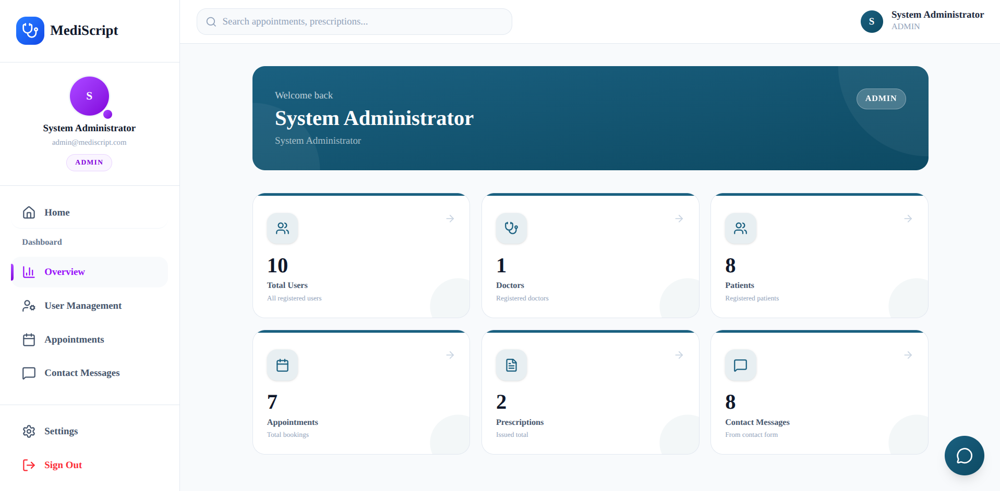 MediScript
S
System Administrator
admin@mediscript.com
ADMIN
Home
Dashboard
Overview
User Management
Appointments
Contact Messages
Settings
Sign Out
Search appointments, prescriptions...
S
System Administrator
ADMIN
Welcome back
System Administrator
System Administrator
ADMIN
10
Total Users
All registered users
1
Doctors
Registered doctors
8
Patients
Registered patients
7
Appointments
Total bookings
2
Prescriptions
Issued total
8
Contact Messages
From contact form